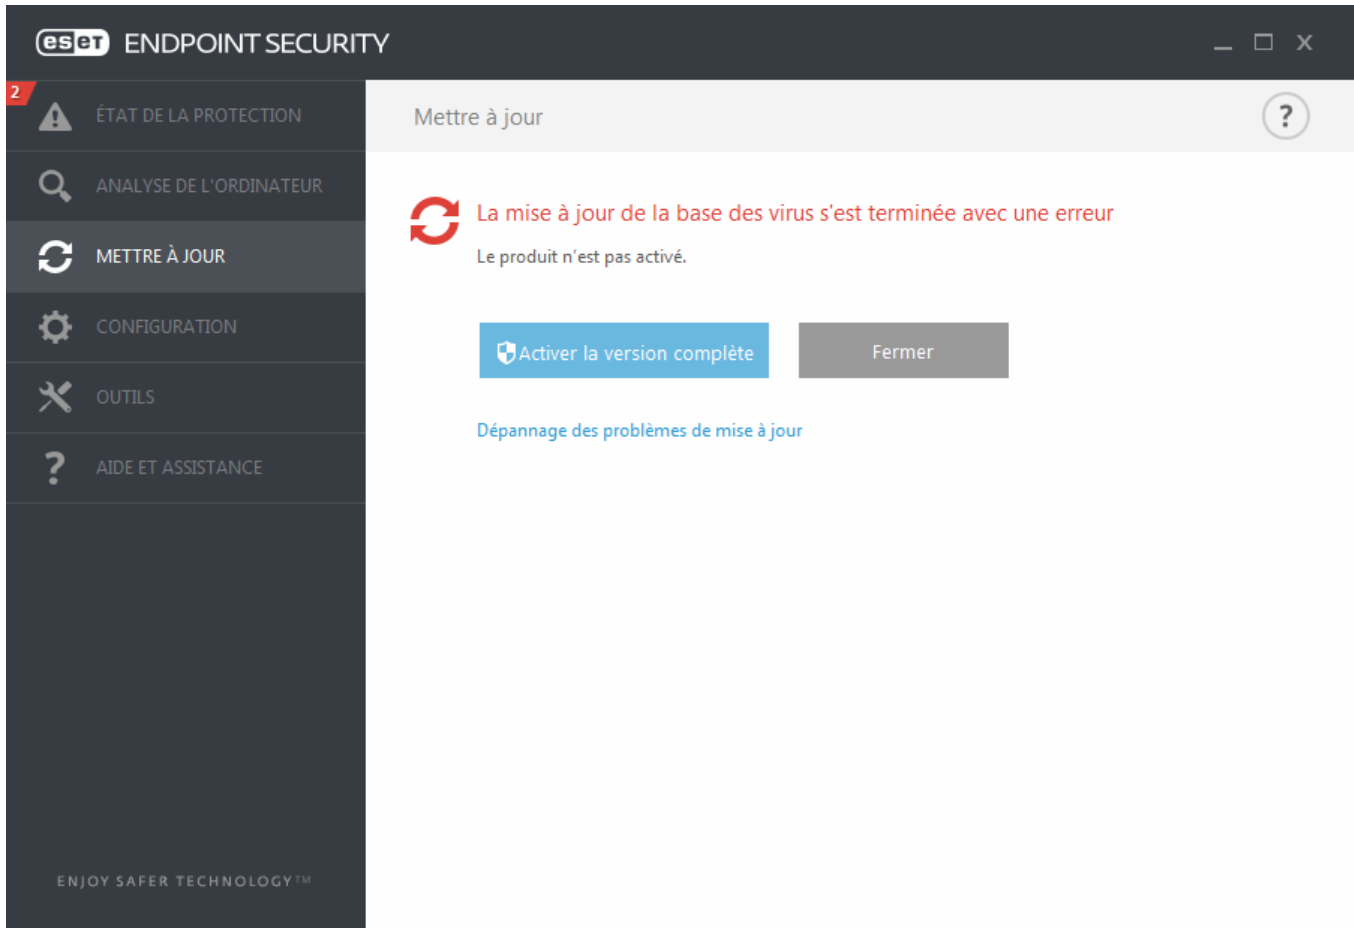 eset ENDPOINT SECURITY
2
ÉTAT DE LA PROTECTION
ANALYSE DE L'ORDINATEUR
METTRE À JOUR
CONFIGURATION
OUTILS
AIDE ET ASSISTANCE
ENJOY SAFER TECHNOLOGY™
Mettre à jour
?
La mise à jour de la base des virus s'est terminée avec une erreur
Le produit n'est pas activé.
Activer la version complète
Fermer
Dépannage des problèmes de mise à jour